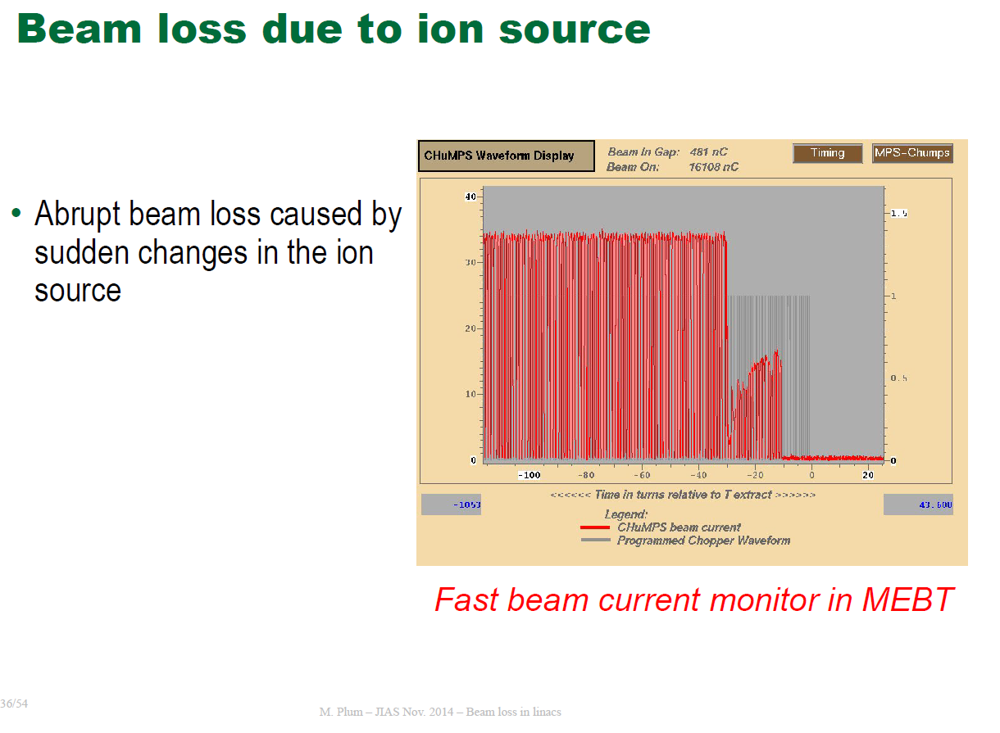 Beam loss due to ion source
• Abrupt beam loss caused by
sudden changes in the ion
source
CHuMPS Waveform Display
Beam In Gap: 481 nC
Beam On: 16108 nC
Timing
MPS-Chumps
40
30
20
10
0
1.5
1
0.5
0
-100 -80 -60 -40 -20 0 20
<<<<<< Time in turns relative to T extract >>>>>>
-1053
43.600
Legend:
CHuMPS beam current
Programmed Chopper Waveform
Fast beam current monitor in MEBT
36/54
M. Plum – JIAS Nov. 2014 – Beam loss in linacs